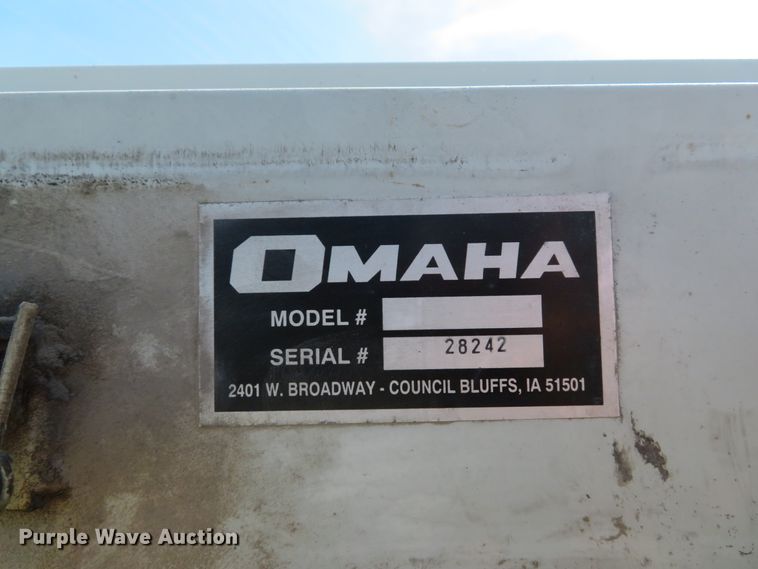 OMAHA
MODEL #
SERIAL # 28242
2401 W. BROADWAY - COUNCIL BLUFFS, IA 51501
Purple Wave Auction